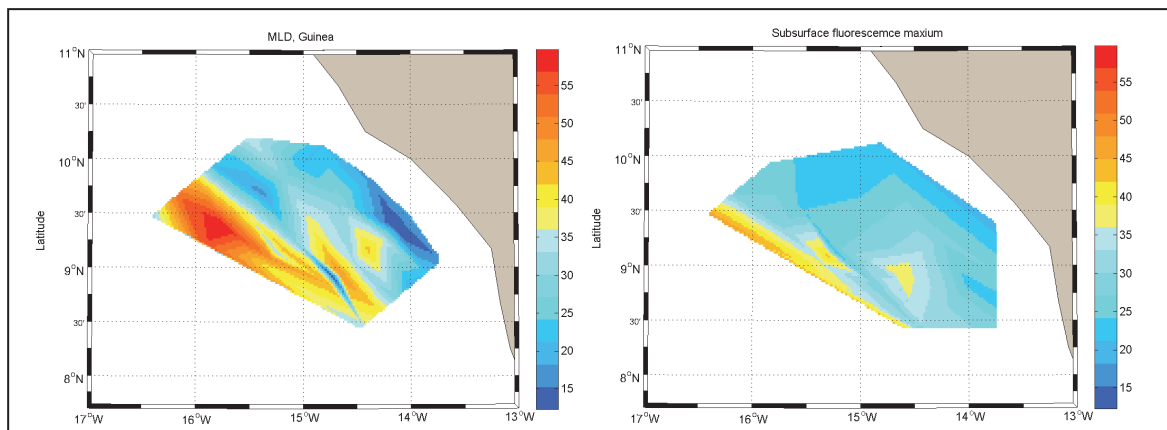 MLD, Guinea
11°N
30'
10°N
30'
9°N
30'
8°N
Latitude
17°W
16°W
15°W
14°W
13°W
55
50
45
40
35
30
25
20
15
Subsurface fluorescemce maxium
11°N
30'
10°N
30'
9°N
30'
8°N
Latitude
17°W
16°W
15°W
14°W
13°W
55
50
45
40
35
30
25
20
15